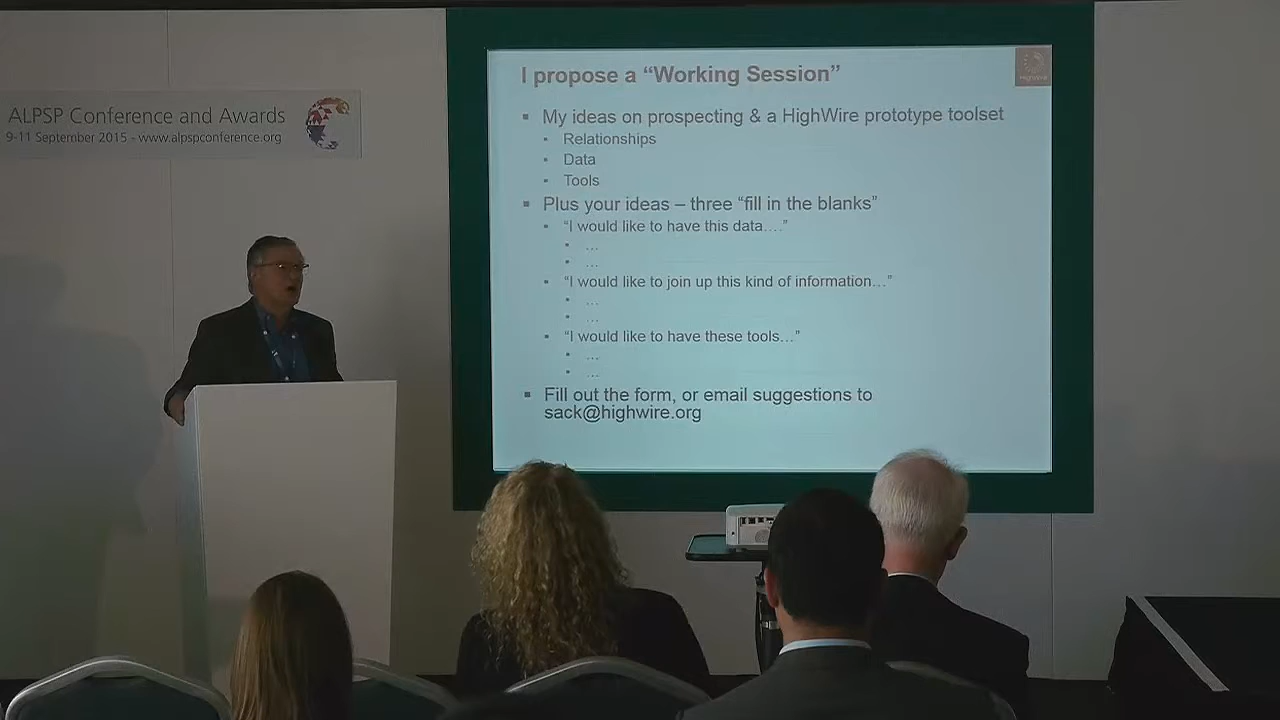 ALPSP Conference and Awards
9-11 September 2015 - www.alpspconference.org
I propose a “Working Session”
HighWire
▪ My ideas on prospecting & a HighWire prototype toolset
▪ Relationships
▪ Data
▪ Tools
▪ Plus your ideas – three “fill in the blanks”
▪ “I would like to have this data….”
• …
• …
▪ “I would like to join up this kind of information…”
• …
• …
▪ “I would like to have these tools…”
• …
• …
▪ Fill out the form, or email suggestions to
sack@highwire.org